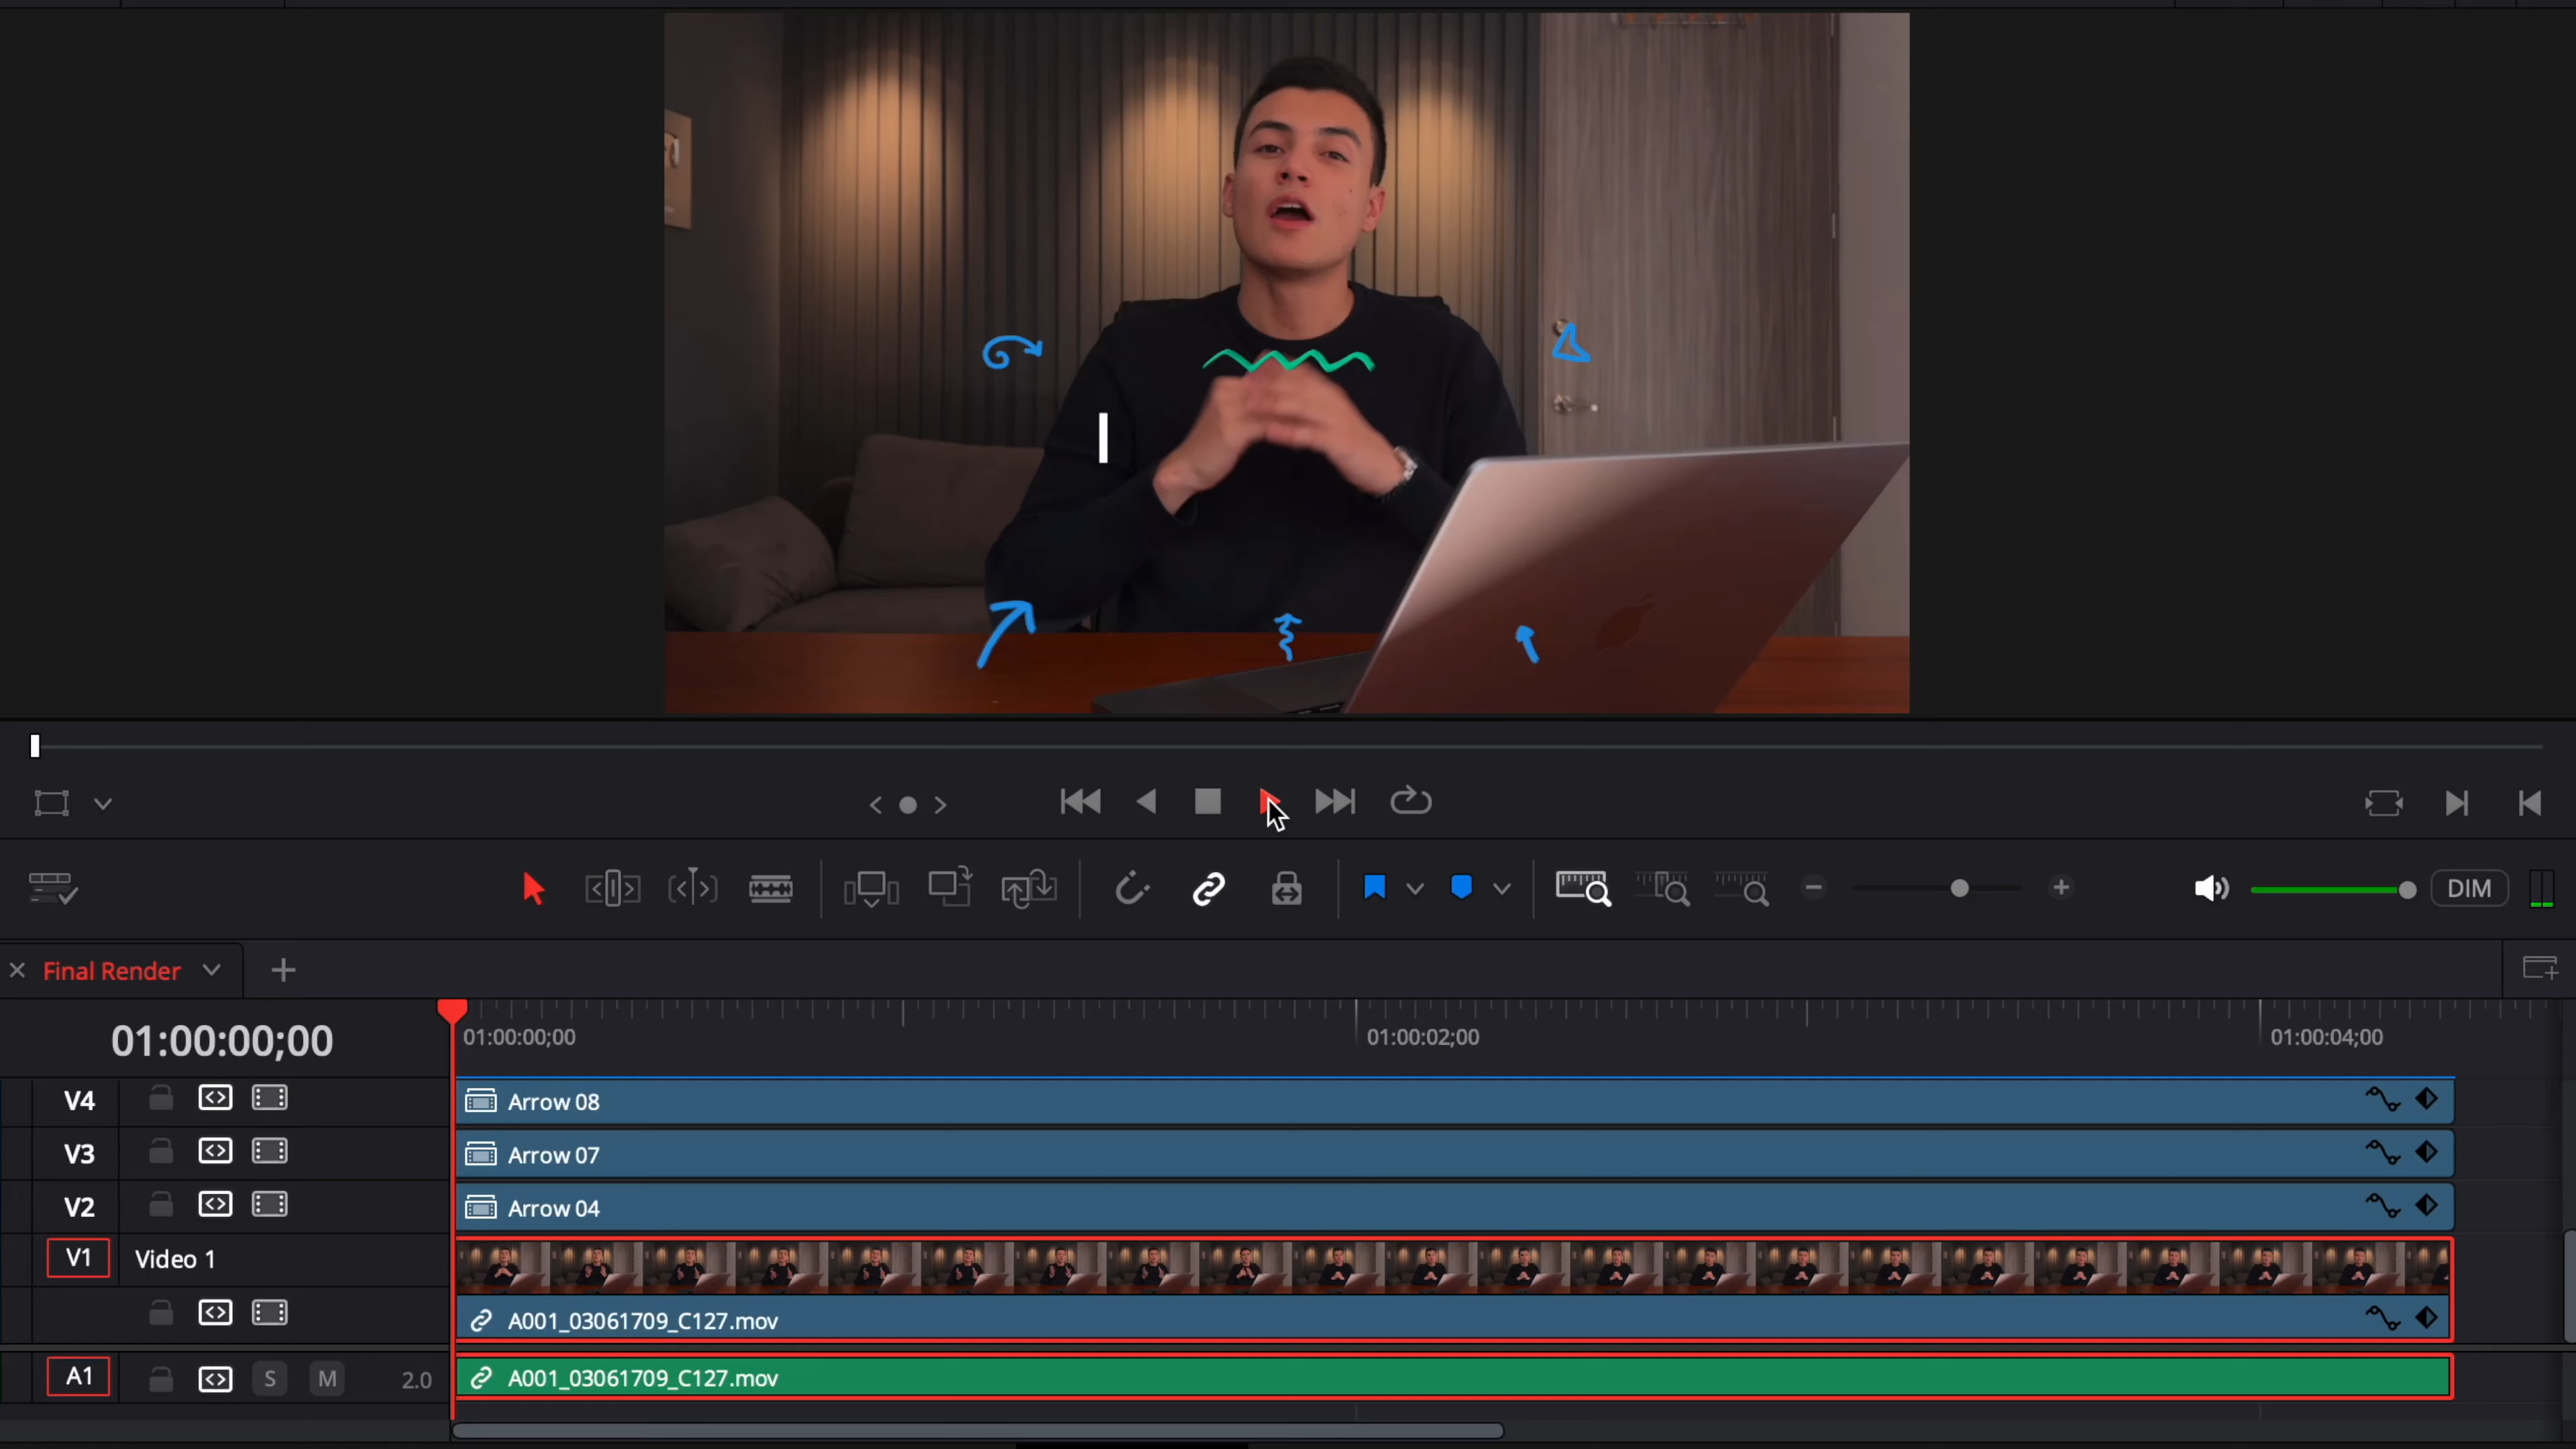 DIM
Final Render
01:00:00;00
01:00:00;00
01:00:02;00
01:00:04;00
V4
Arrow 08
V3
Arrow 07
V2
Arrow 04
V1
Video 1
A001_03061709_C127.mov
A1
S
M
2.0
A001_03061709_C127.mov